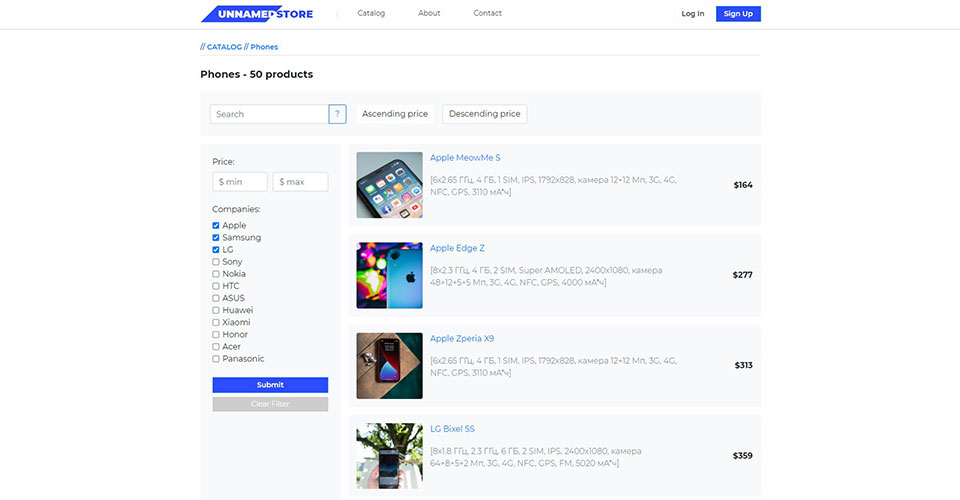 UNNAMEDSTORE
Catalog
About
Contact
Log In
Sign Up
// CATALOG // Phones
Phones - 50 products
Search
?
Ascending price
Descending price
Price:
$ min
$ max
Companies:
Apple
Samsung
LG
Sony
Nokia
HTC
ASUS
Huawei
Xiaomi
Honor
Acer
Panasonic
Submit
Clear Filter
Apple MeowMe S
[6x2.65 ГГц, 4 ГБ, 1 SIM, IPS, 1792x828, камера 12+12 Мп, 3G, 4G,
NFC, GPS, 3110 мА*ч]
$164
Apple Edge Z
[8x2.3 ГГц, 4 ГБ, 2 SIM, Super AMOLED, 2400x1080, камера
48+12+5+5 Мп, 3G, 4G, NFC, GPS, 4000 мА*ч]
$277
Apple Zperia X9
[6x2.65 ГГц, 4 ГБ, 1 SIM, IPS, 1792x828, камера 12+12 Мп, 3G, 4G,
NFC, GPS, 3110 мА*ч]
$313
LG Bixel SS
[8x1.8 ГГц, 2.3 ГГц, 6 ГБ, 2 SIM, IPS, 2400x1080, камера
64+8+5+2 Мп, 3G, 4G, NFC, GPS, FM, 5020 мА*ч]
$359